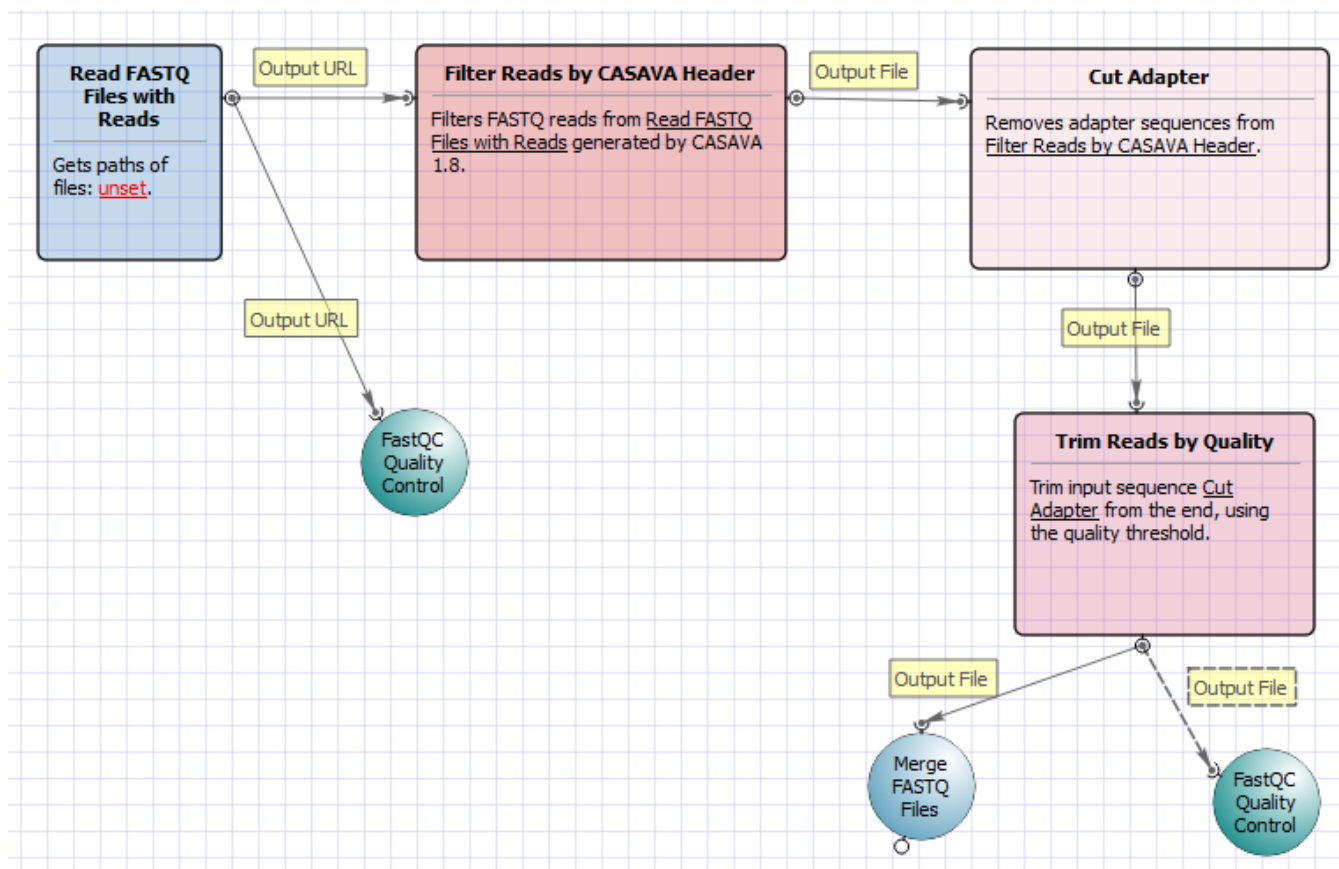 Read FASTQ
Files with
Reads
Gets paths of
files: unset.
Output URL
Filter Reads by CASAVA Header
Filters FASTQ reads from Read FASTQ
Files with Reads generated by CASAVA
1.8.
Output File
Cut Adapter
Removes adapter sequences from
Filter Reads by CASAVA Header.
Output URL
FastQC
Quality
Control
Output File
Trim Reads by Quality
Trim input sequence Cut
Adapter from the end, using
the quality threshold.
Output File
Output File
Merge
FASTQ
Files
FastQC
Quality
Control